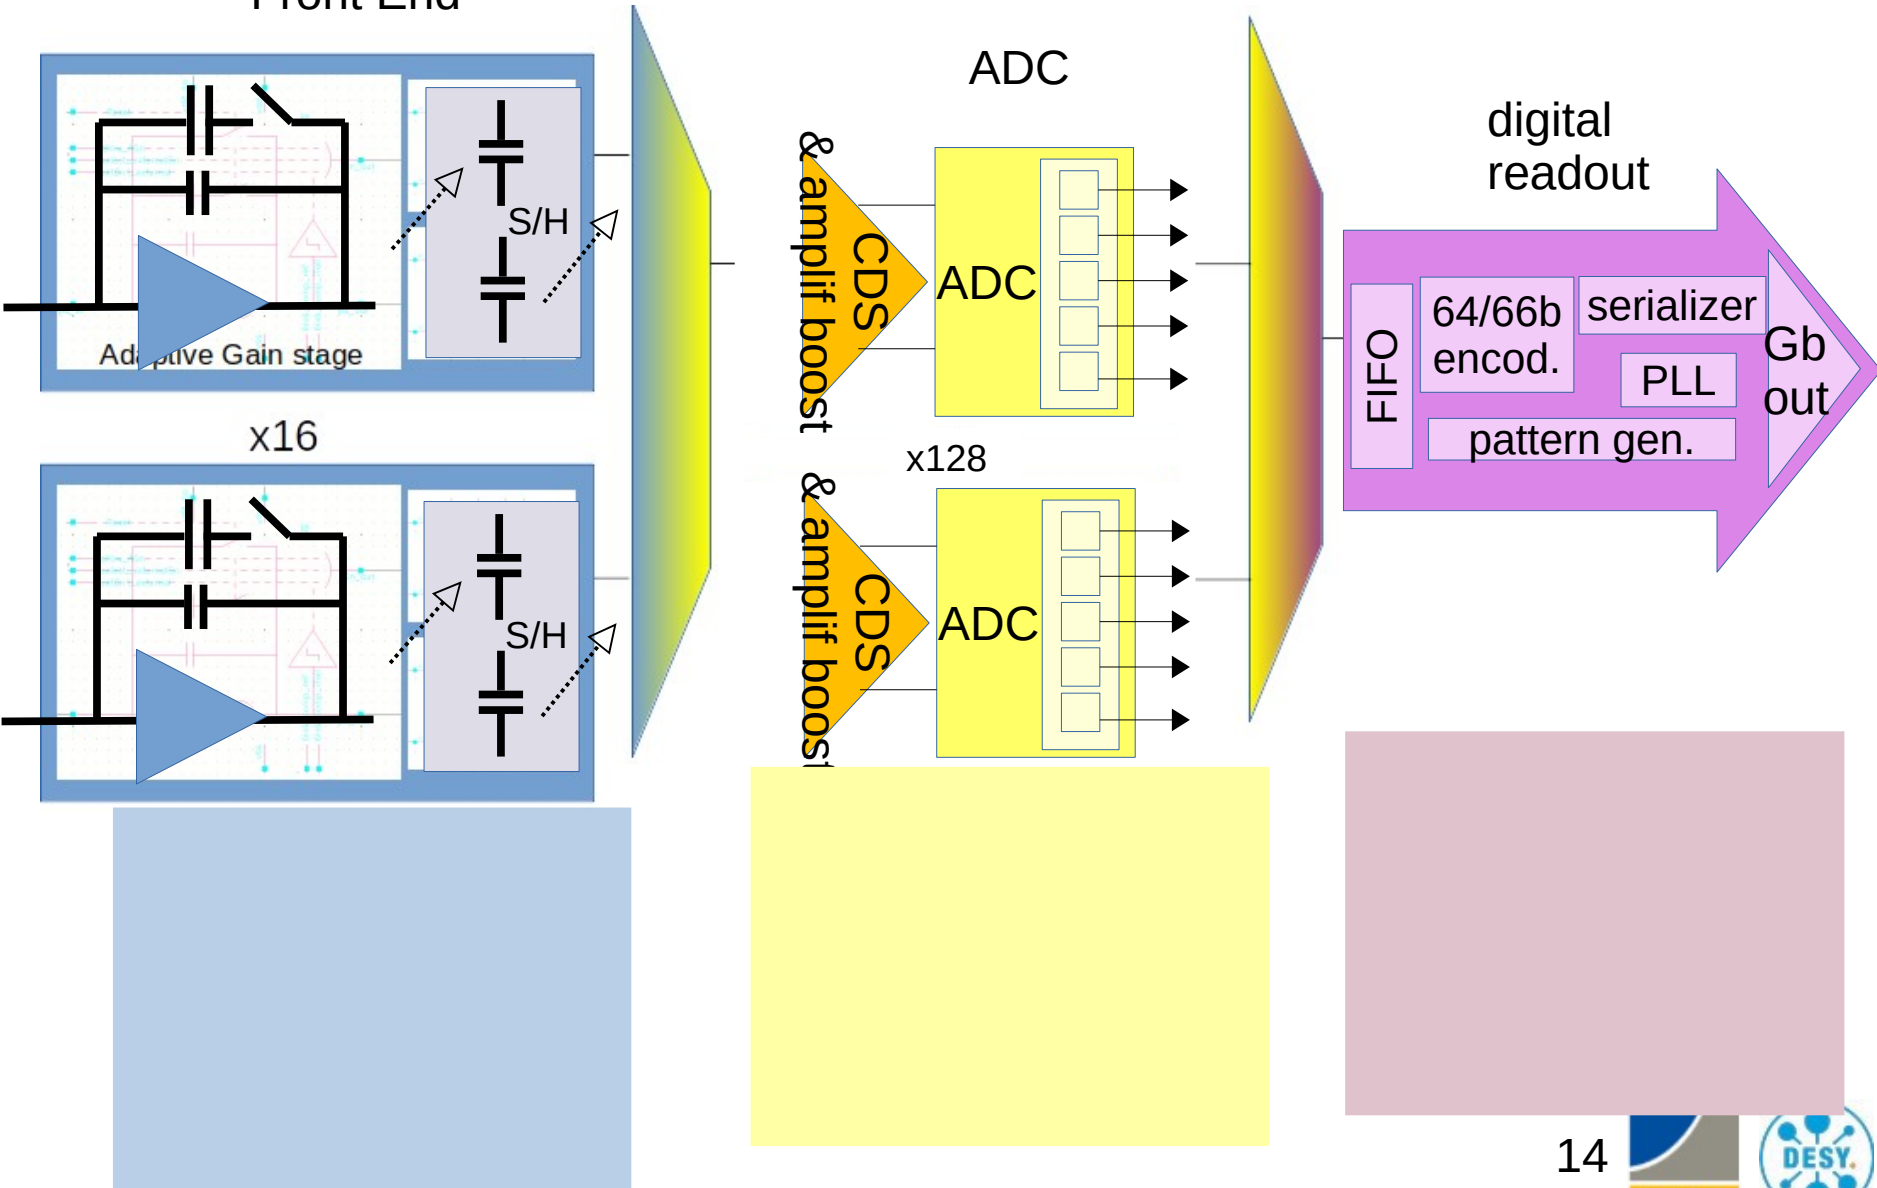 Front End
ADC
digital
readout
S/H
Adaptive Gain stage
x16
S/H
CDS
& amplif boost
ADC
x128
CDS
& amplif boost
ADC
FIFO
64/66b
encod.
serializer
PLL
pattern gen.
Gb
out
14
DESY.